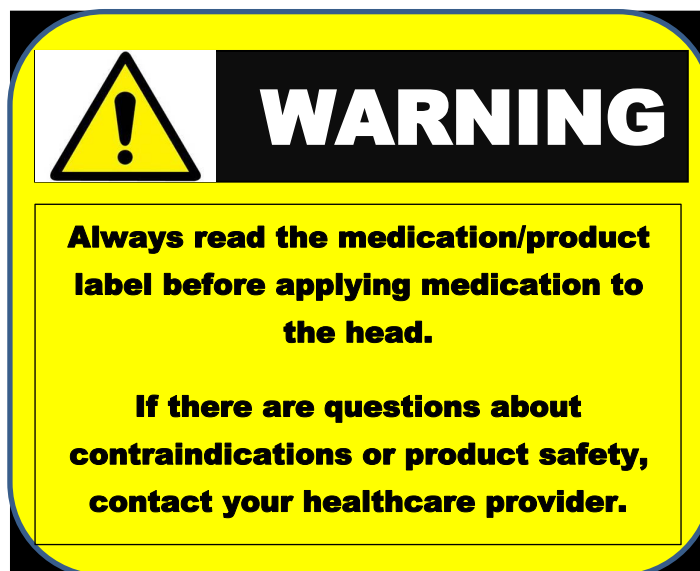 WARNING
Always read the medication/product
label before applying medication to
the head.
If there are questions about
contraindications or product safety,
contact your healthcare provider.